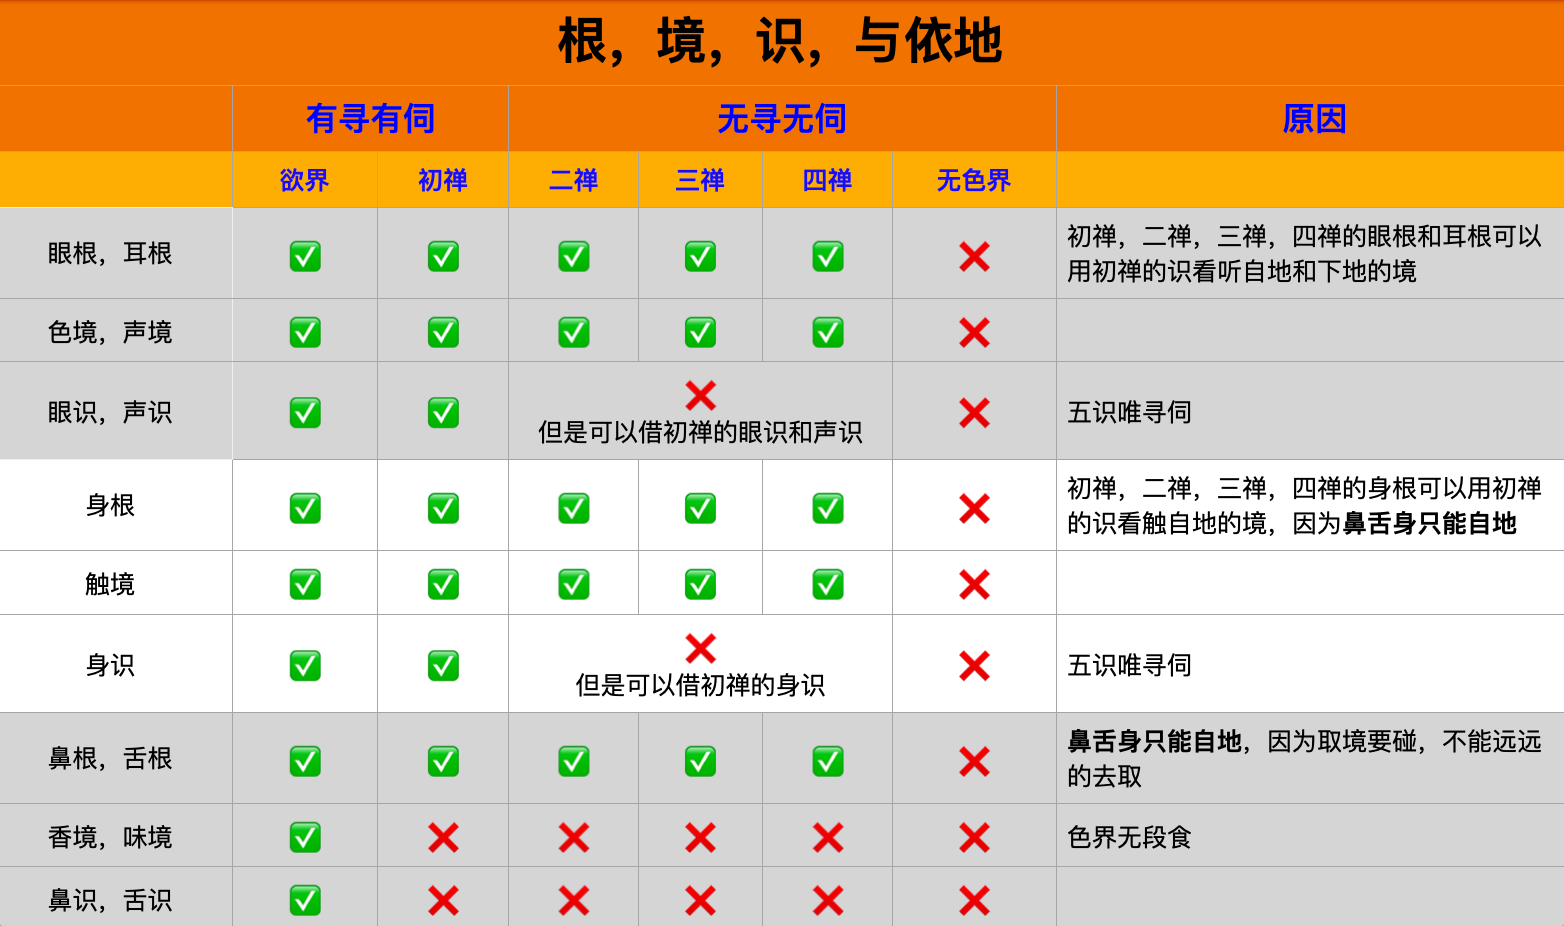 根，境，识，与依地
有寻有伺 无寻无伺 原因
欲界 初禅 二禅 三禅 四禅 无色界
眼根，耳根 ✅ ✅ ✅ ✅ ✅ ❌ 初禅，二禅，三禅，四禅的眼根和耳根可以
用初禅的识看听自地和下地的境
色境，声境 ✅ ✅ ✅ ✅ ✅ ❌
眼识，声识 ✅ ✅ ❌ ❌ 五识唯寻伺
但是可以借初禅的眼识和声识
身根 ✅ ✅ ✅ ✅ ✅ ❌ 初禅，二禅，三禅，四禅的身根可以用初禅
的识看触自地的境，因为鼻舌身只能自地
触境 ✅ ✅ ✅ ✅ ✅ ❌
身识 ✅ ✅ ❌ ❌ 五识唯寻伺
但是可以借初禅的身识
鼻根，舌根 ✅ ✅ ✅ ✅ ✅ ❌ 鼻舌身只能自地，因为取境要碰，不能远远
的去取
香境，味境 ✅ ❌ ❌ ❌ ❌ ❌ 色界无段食
鼻识，舌识 ✅ ❌ ❌ ❌ ❌ ❌